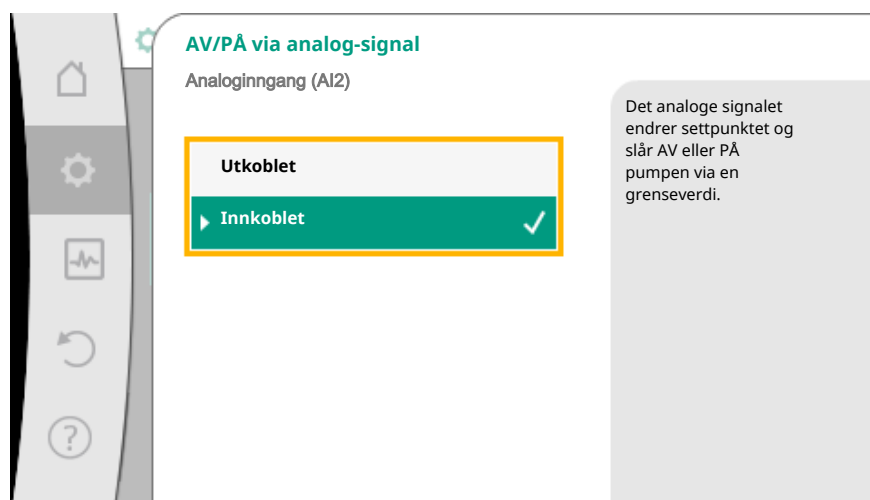 AV/PÅ via analog-signal
Analoginngang (AI2)
Utkoblet
Innkoblet
Det analoge signalet
endrer settpunktet og
slår AV eller PÅ
pumpen via en
grenseverdi.
?